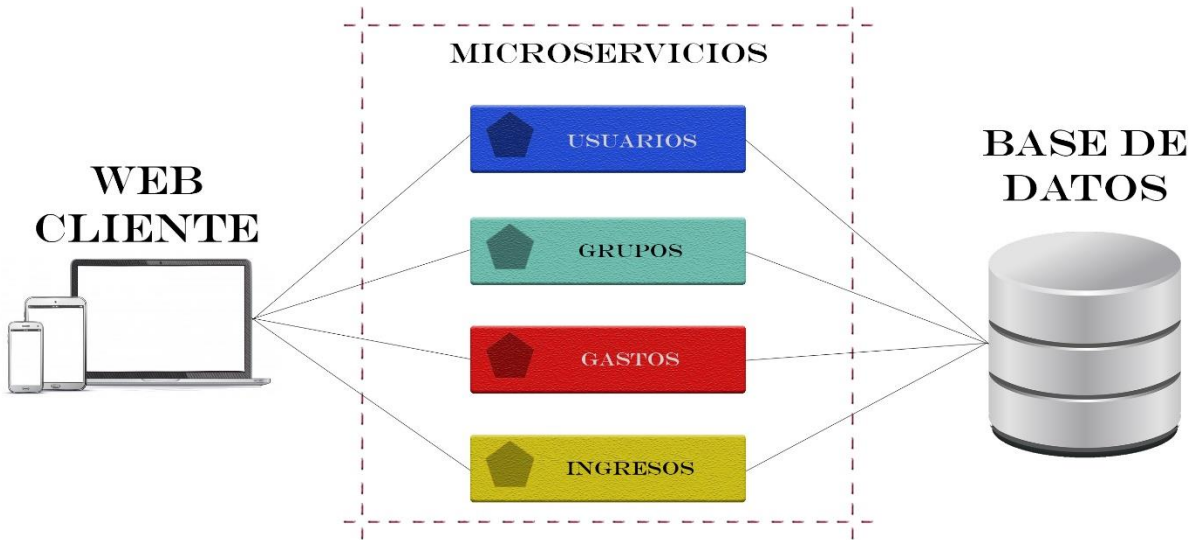 MICROSERVICIOS
WEB
CLIENTE
USUARIOS
GRUPOS
GASTOS
INGRESOS
BASE DE
DATOS